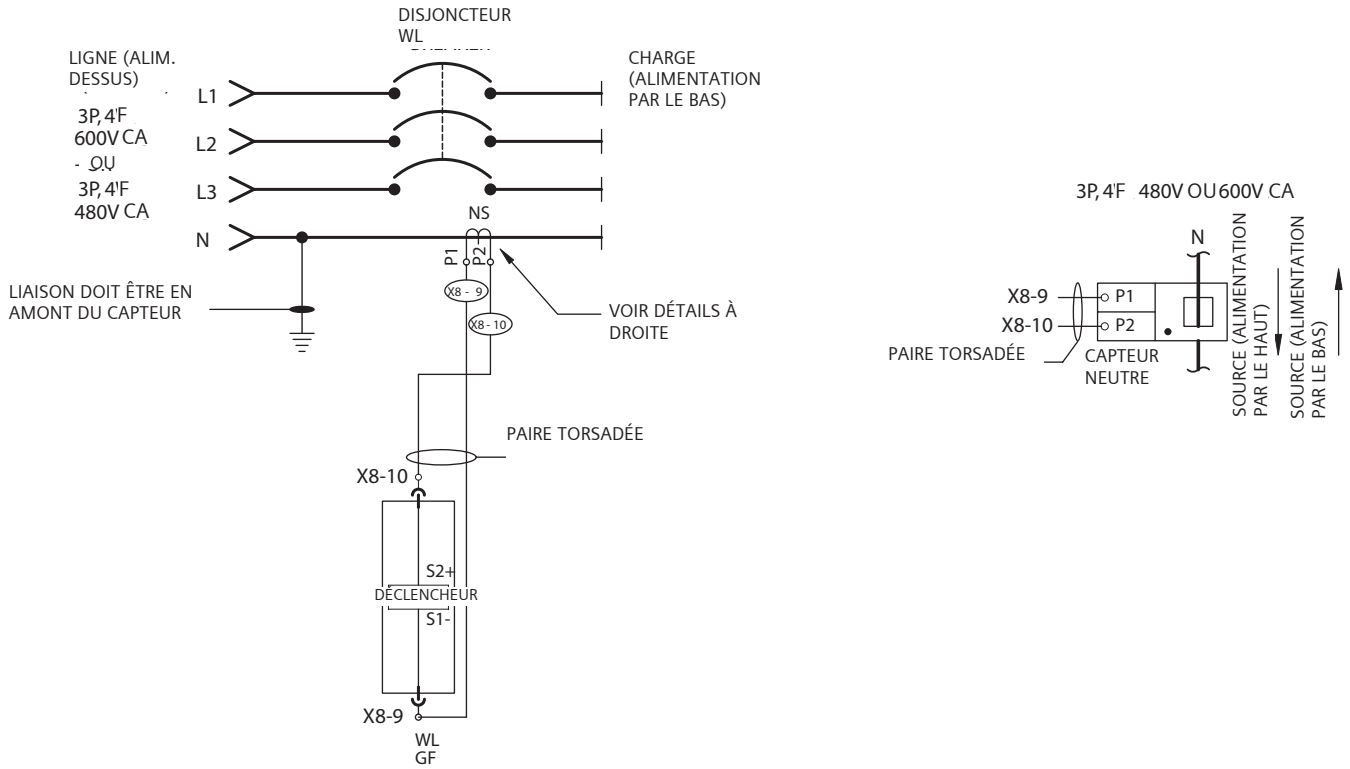 DISJONCTEUR
WL
LIGNE (ALIM.
DESSUS)
3P, 4'F
600V CA
- OU
3P, 4'F
480V CA
L1
L2
L3
N
CHARGE
(ALIMENTATION
PAR LE BAS)
NS
P1
P2-
X8 - 9
X8 - 10
LIAISON DOIT ÊTRE EN
AMONT DU CAPTEUR
VOIR DÉTAILS À
DROITE
PAIRE TORSADÉE
X8-10
S2+
DÉCLENCHEUR
S1-
X8-9
WL
GF
3P, 4'F 480V OU 600V CA
N
X8-9
P1
X8-10
P2
PAIRE TORSADÉE
CAPTEUR
NEUTRE
SOURCE (ALIMENTATION
PAR LE HAUT)
SOURCE (ALIMENTATION
PAR LE BAS)